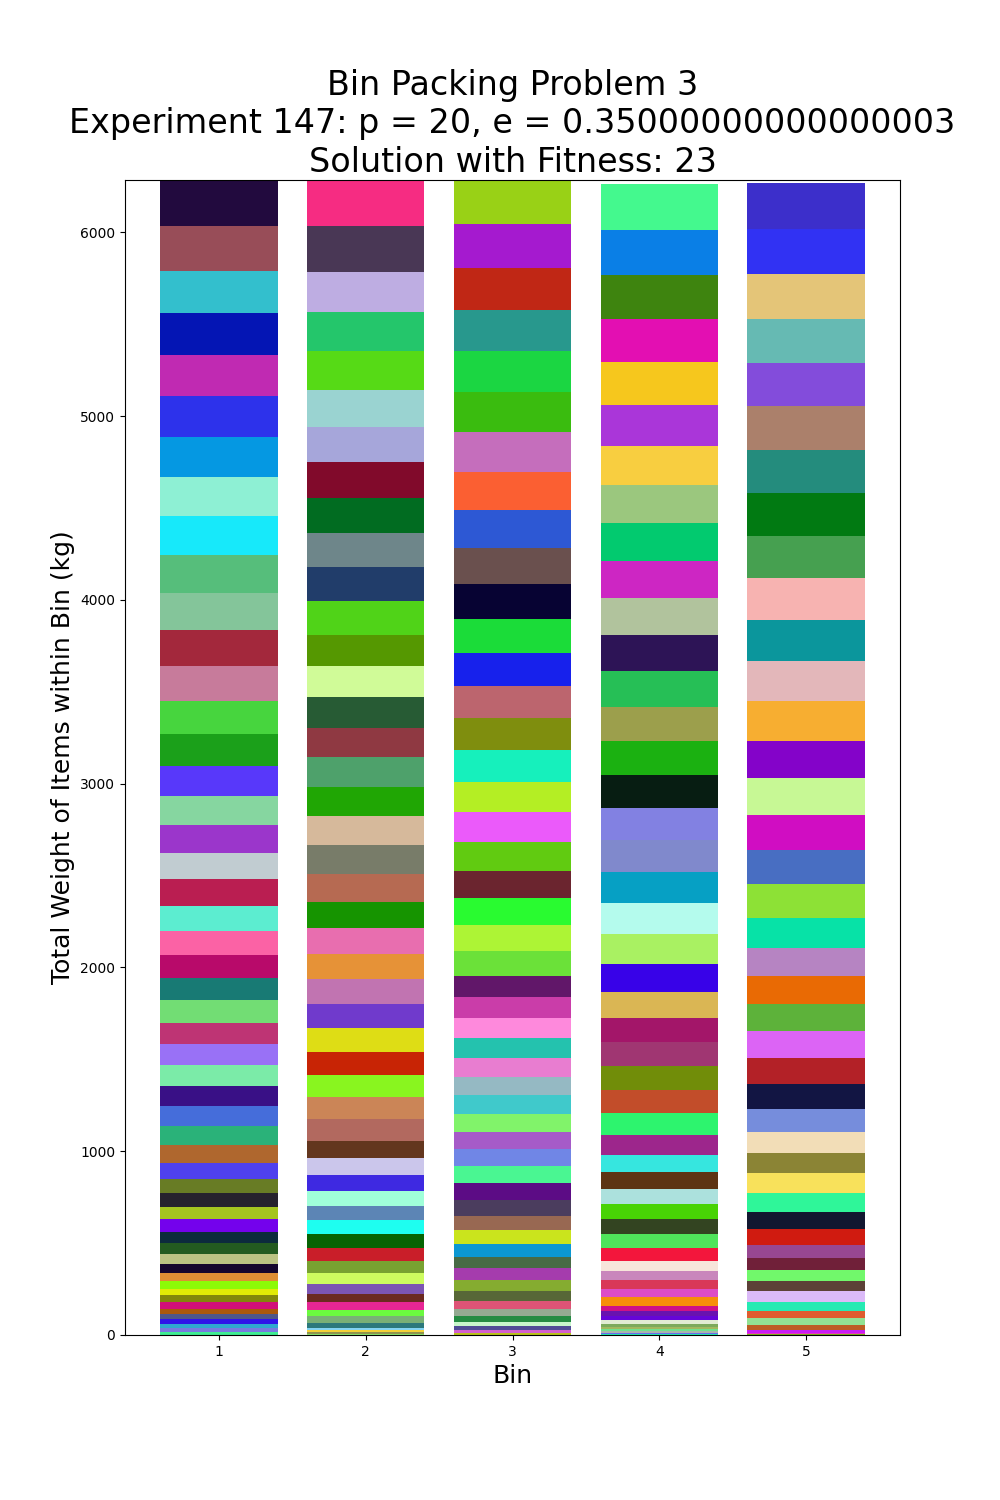 Bin Packing Problem 3
Experiment 147: p = 20, e = 0.35000000000000003
Solution with Fitness: 23
Total Weight of Items within Bin (kg)
6000
5000
4000
3000
2000
1000
0
1 2 3 4 5
Bin